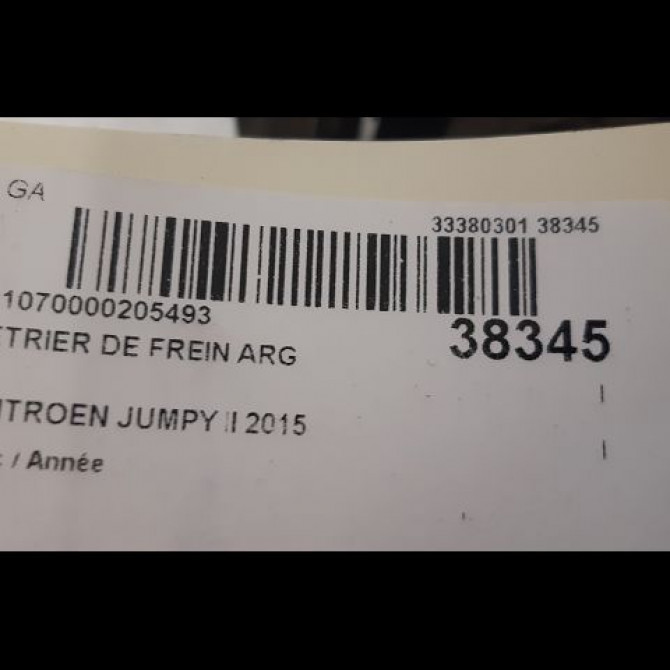 GA
33380301 38345
1070000205493
38345
TRIER DE FREIN ARG
ITROEN JUMPY II 2015
/ Année